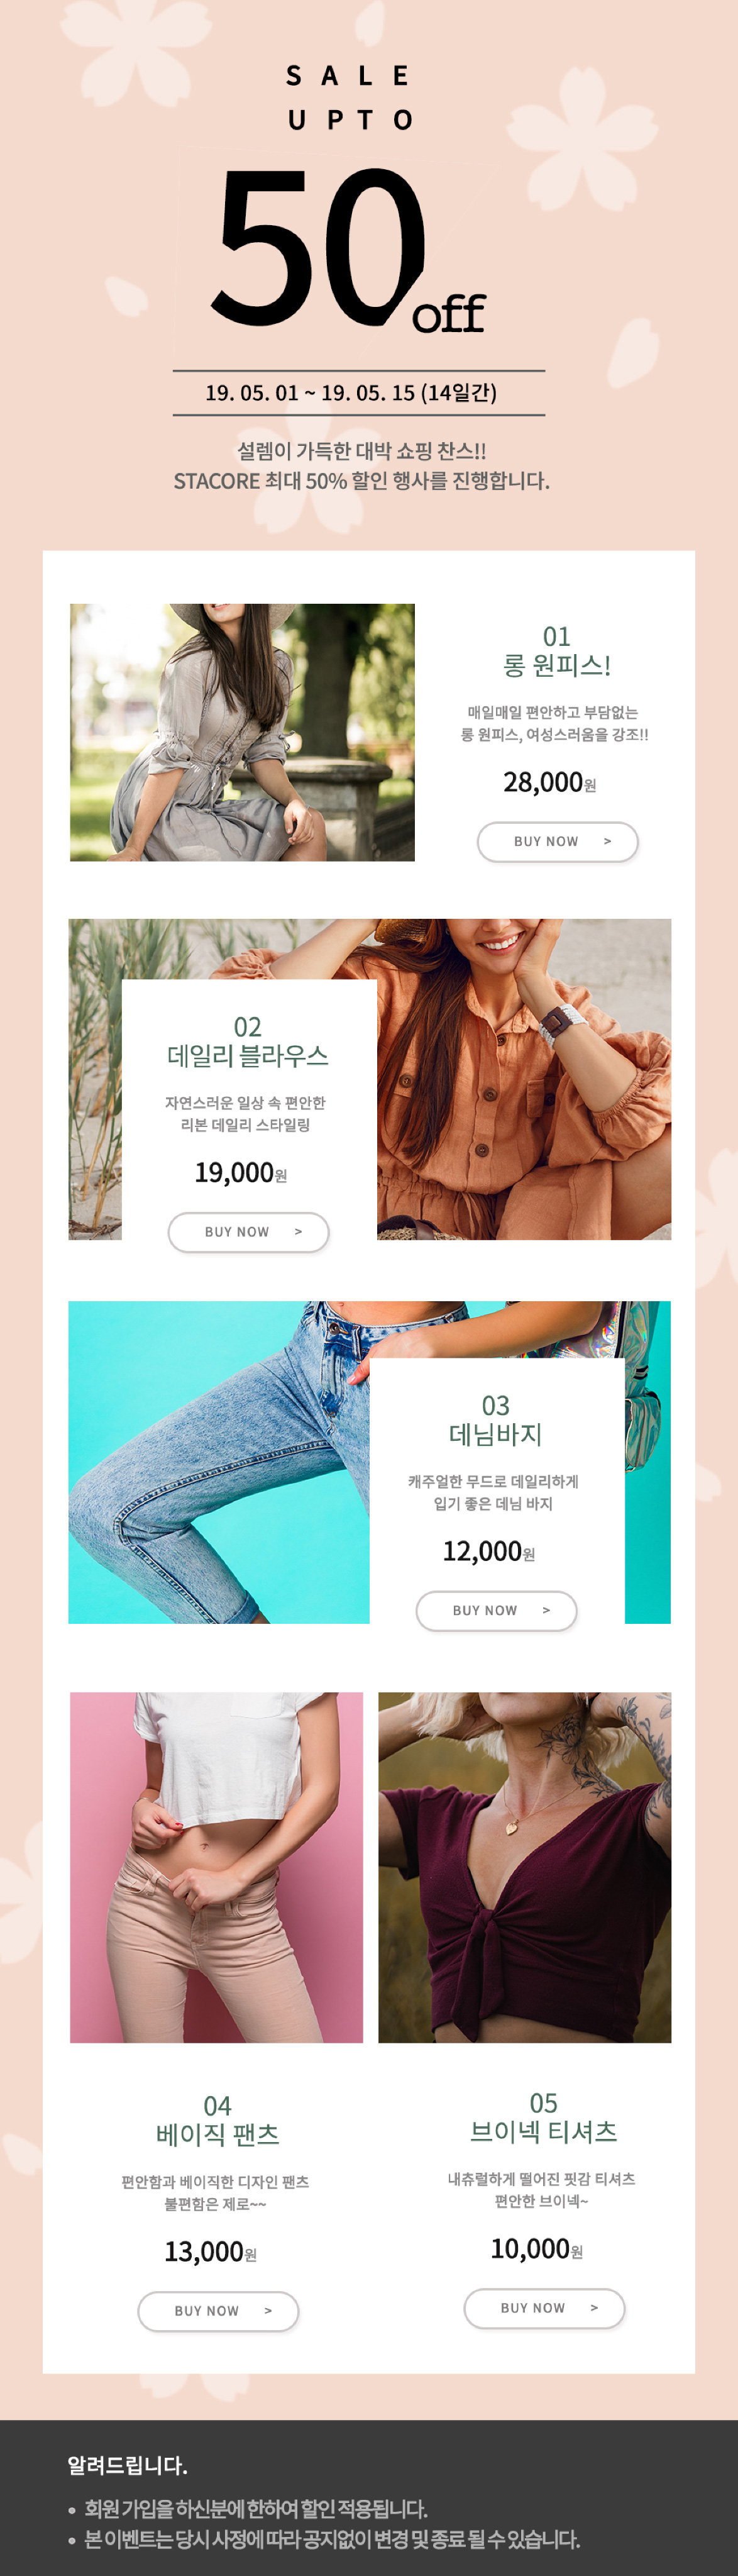 SALE
UPTO
50
off
19. 05. 01 ~ 19. 05. 15 (14일간)
설렘이 가득한 대박 쇼핑 찬스!!
STACORE 최대 50% 할인 행사를 진행합니다.
01
롱 원피스!
매일매일 편안하고 부담없는
롱 원피스, 여성스러움을 강조!!
28,000원
BUY NOW >
02
데일리 블라우스
자연스러운 일상 속 편안한
리본 데일리 스타일링
19,000원
BUY NOW >
03
데님바지
캐주얼한 무드로 데일리하게
입기 좋은 데님 바지
12,000원
BUY NOW >
04
베이직 팬츠
편안함과 베이직한 디자인 팬츠
불편함은 제로~~
13,000원
BUY NOW >
05
브이넥 티셔츠
내츄럴하게 떨어진 핏감 티셔츠
편안한 브이넥~
10,000원
BUY NOW >
알려드립니다.
• 회원 가입을 하신분에 한하여 할인 적용됩니다.
• 본 이벤트는 당시 사정에 따라 공지없이 변경 및 종료 될 수 있습니다.